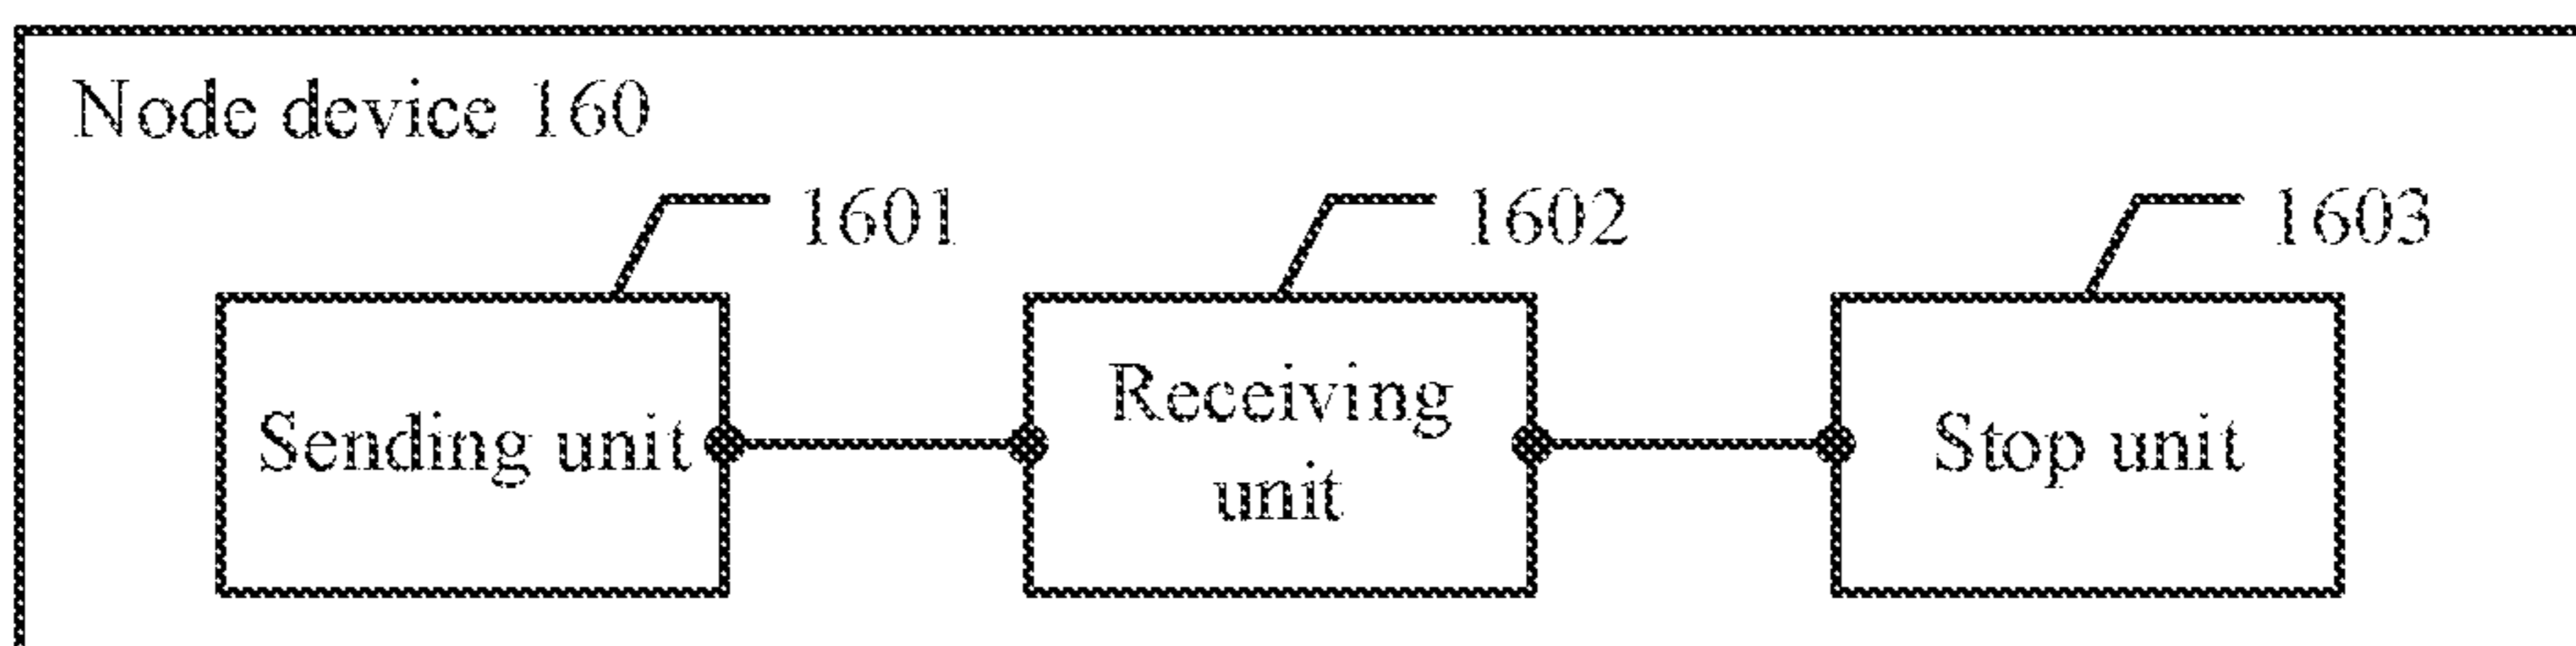 Node device 160
1601
1602
1603
Sending unit
Receiving
unit
Stop unit